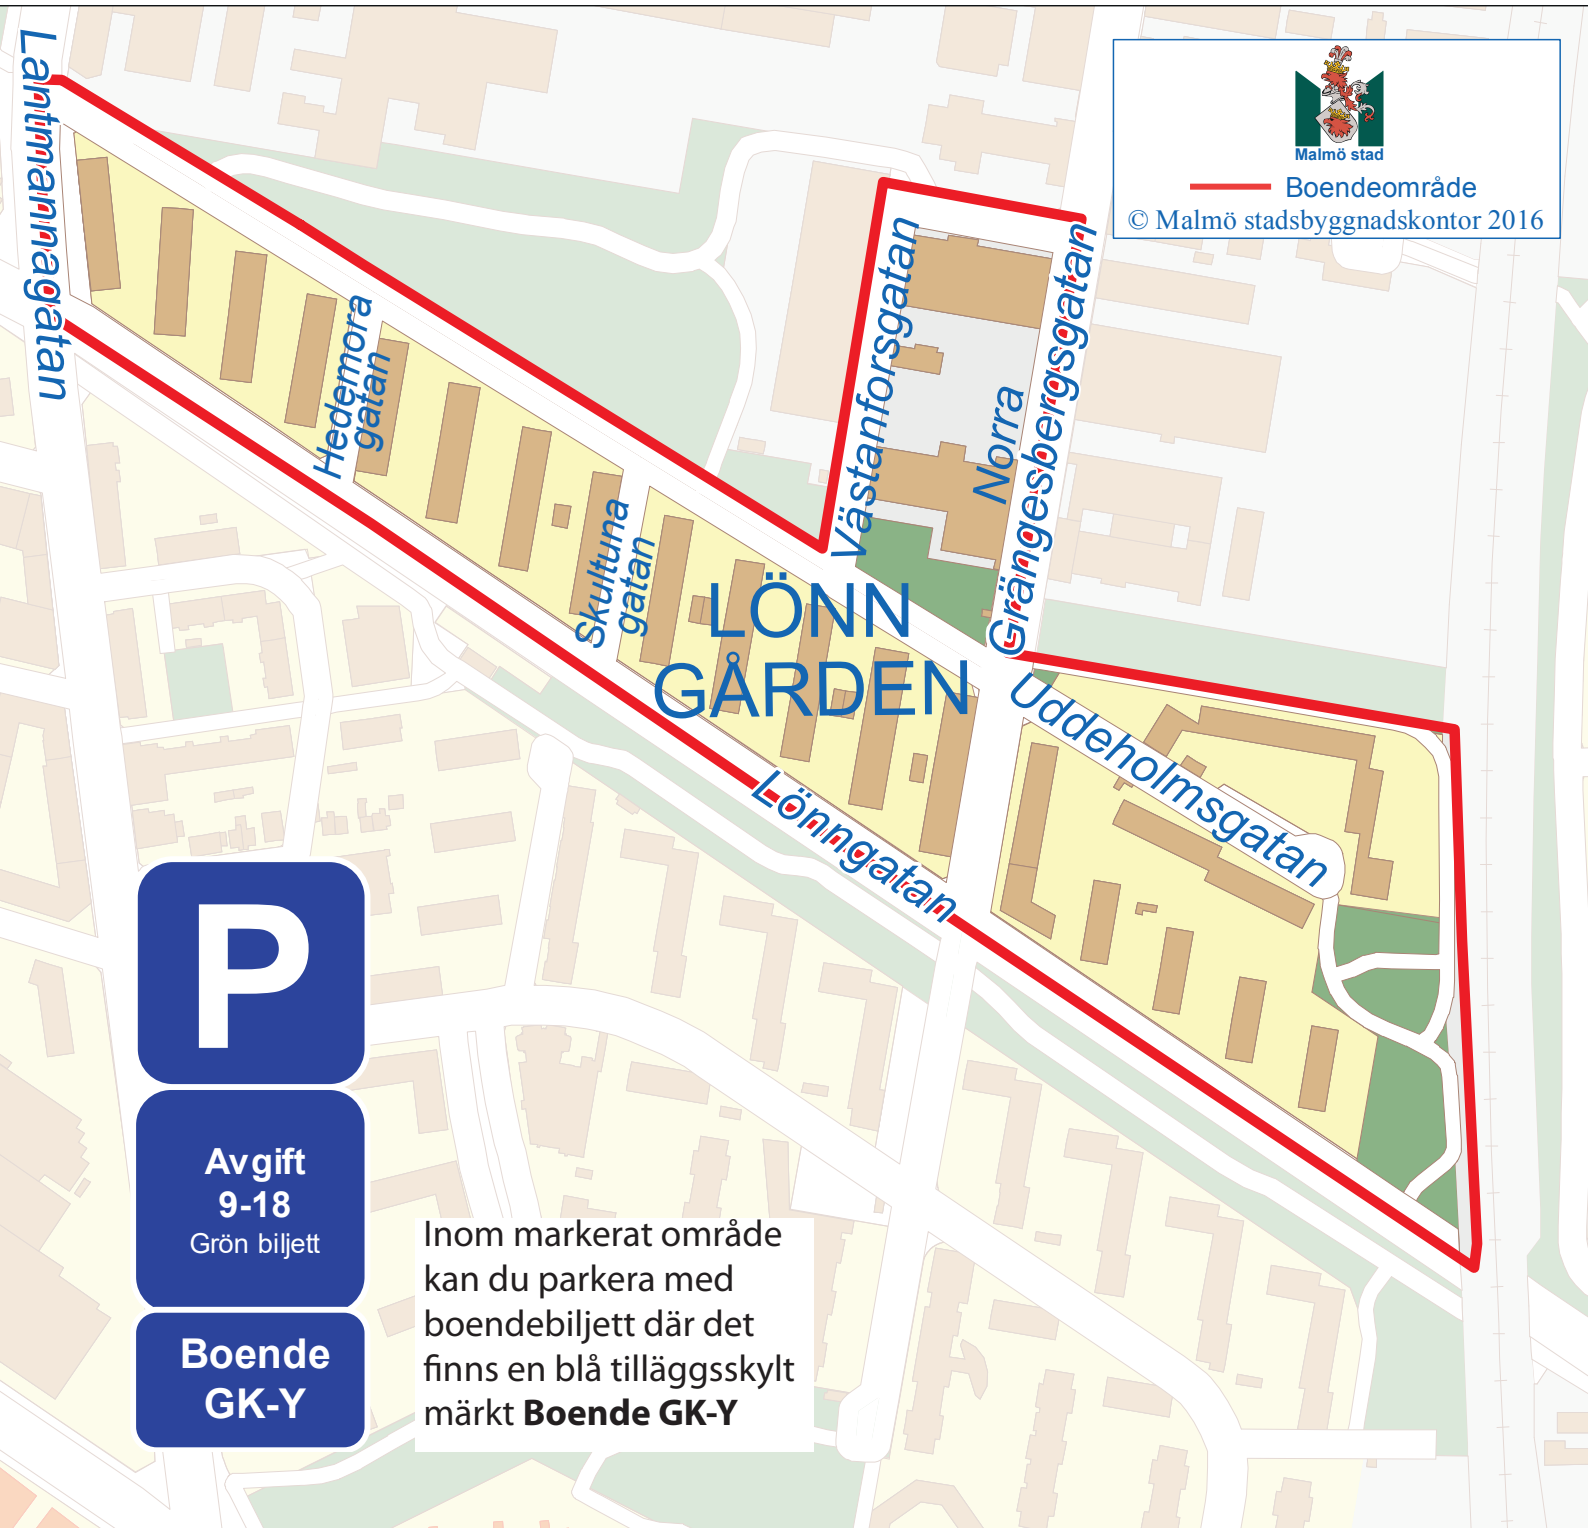 Lantmannagatan
Malmö stad
Boendeområde
© Malmö stadsbyggnadskontor 2016
Västanforsgatan
Norra
Grängesbergsgatan
Hedemora
gatan
Skultuna
gatan
LÖNN
GÅRDEN
Uddeholmsgatan
Lönngatan
P
Avgift
9-18
Grön biljett
Boende
GK-Y
Inom markerat område
kan du parkera med
boendebiljett där det
finns en blå tilläggsskylt
märkt Boende GK-Y